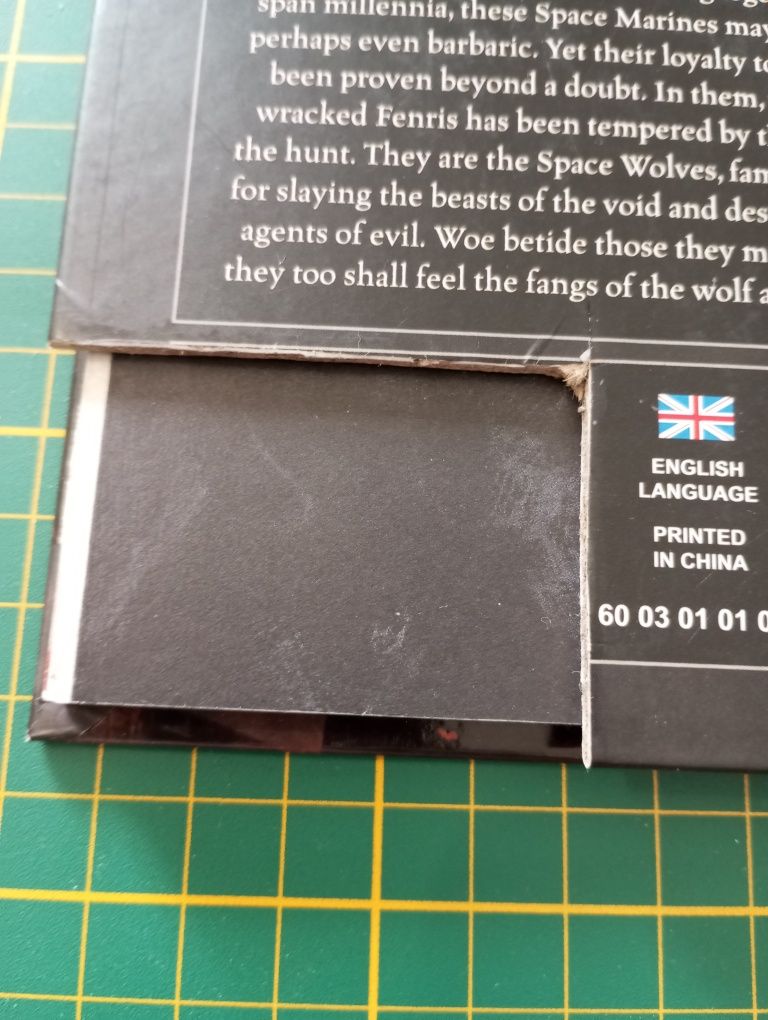 span millennia, these Space Marines may
perhaps even barbaric. Yet their loyalty to
been proven beyond a doubt. In them,
wracked Fenris has been tempered by
the hunt. They are the Space Wolves,
for slaying the beasts of the void and
agents of evil. Woe betide those they
they too shall feel the fangs of the wolf
ENGLISH
LANGUAGE
PRINTED
IN CHINA
60 03 01 01